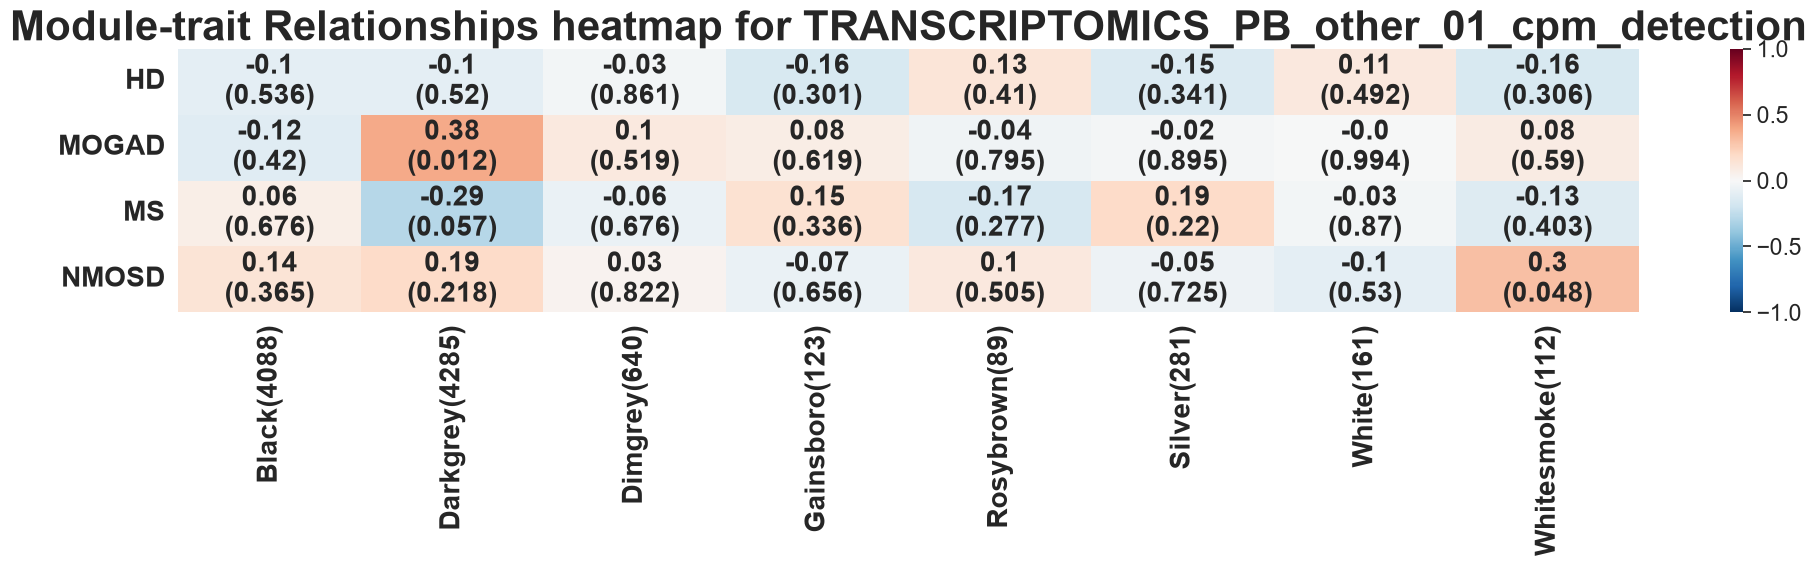 Module-trait Relationships heatmap for TRANSCRIPTOMICS_PB_other_01_cpm_detection
HD
-0.1 -0.1 -0.03 -0.16 0.13 -0.15 0.11 -0.16
(0.536) (0.52) (0.861) (0.301) (0.41) (0.341) (0.492) (0.306)
MOGAD
-0.12 0.38 0.1 0.08 -0.04 -0.02 -0.0 0.08
(0.42) (0.012) (0.519) (0.619) (0.795) (0.895) (0.994) (0.59)
MS
0.06 -0.29 -0.06 0.15 -0.17 0.19 -0.03 -0.13
(0.676) (0.057) (0.676) (0.336) (0.277) (0.22) (0.87) (0.403)
NMOSD
0.14 0.19 0.03 -0.07 0.1 -0.05 -0.1 0.3
(0.365) (0.218) (0.822) (0.656) (0.505) (0.725) (0.53) (0.048)
Black(4088)
Darkgrey(4285)
Dimgrey(640)
Gainsboro(123)
Rosybrown(89)
Silver(281)
White(161)
Whitesmoke(112)
1.0
0.5
0.0
−0.5
−1.0